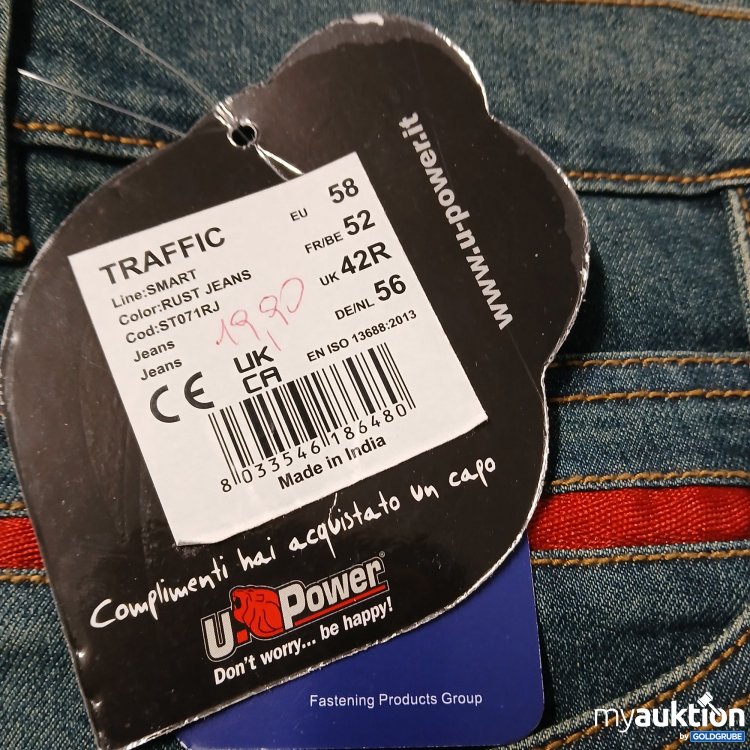 www.u-power.it
TRAFFIC
Line:SMART
Color:RUST JEANS
Cod:ST071RJ
Jeans
Jeans
19,90
EU 58
FR/BE 52
UK 42R
DE/NL 56
EN ISO 13688:2013
CE
UK
CA
8 033546 186480
Made in India
Complimenti hai acquistato un capo
U-Power
Don't worry... be happy!
Fastening Products Group
myauktion
by GOLDGRUBE